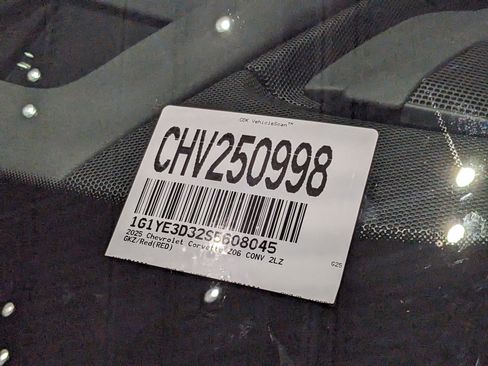 CDK VehicleScan™
CHV250998
1G1YE3D32S5608045
2025 Chevrolet Corvette Z06 CONV 2LZ
GKZ/Red(RED)
G25